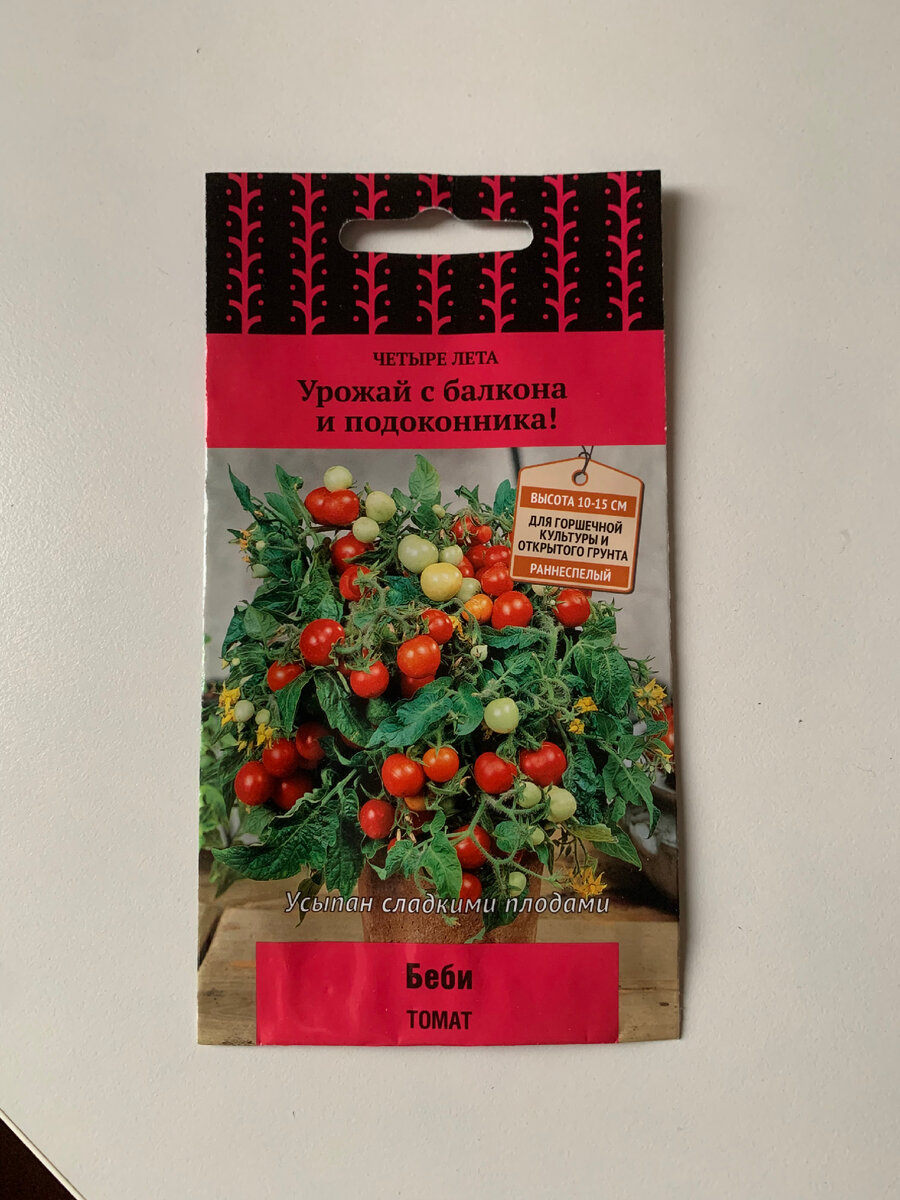 ЧЕТЫРЕ ЛЕТА
Урожай с балкона
и подоконника!
ВЫСОТА 10-15 СМ
ДЛЯ ГОРШЕЧНОЙ
КУЛЬТУРЫ И
ОТКРЫТОГО ГРУНТА
РАННЕСПЕЛЫЙ
Усыпан сладкими плодами
Беби
ТОМАТ